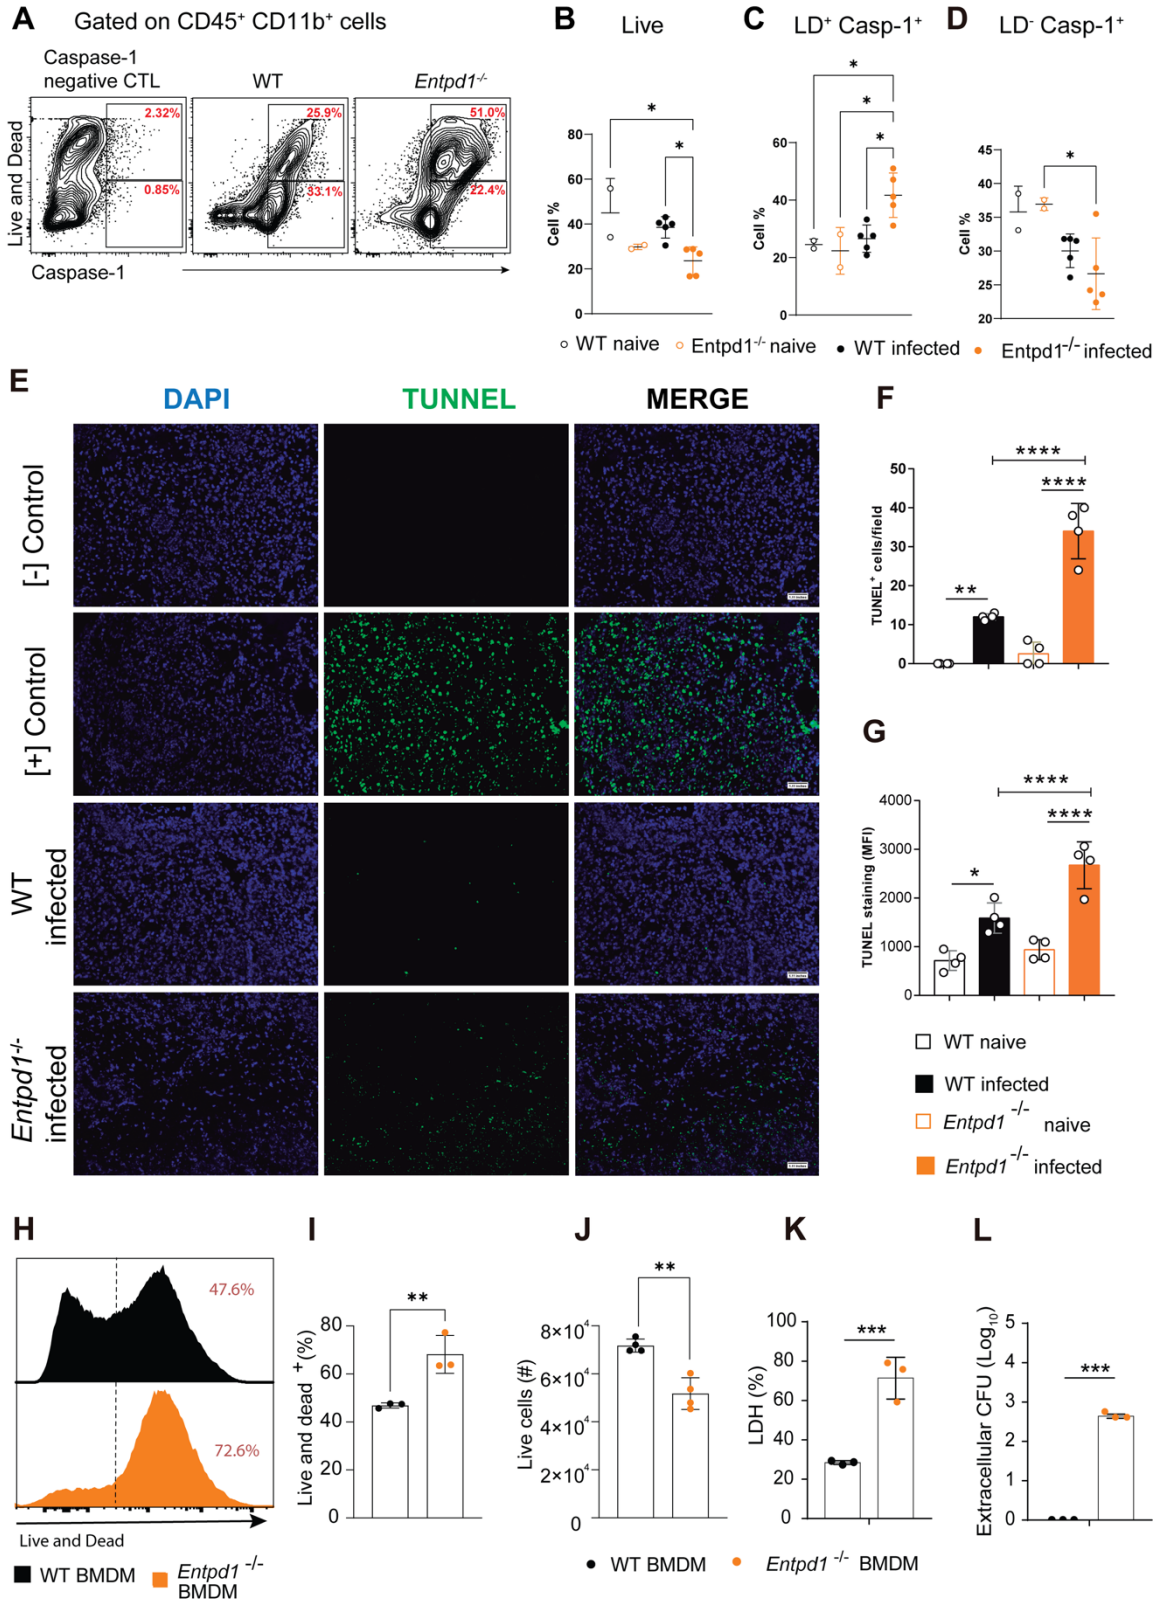 A
Gated on CD45⁺ CD11b⁺ cells
Caspase-1
negative CTL
WT
Entpd1⁻/⁻
Live and Dead
2.32%
0.85%
25.9%
33.1%
51.0%
22.4%
Caspase-1
B
Live
Cell %
80
60
40
20
0
*
*
C
LD⁺ Casp-1⁺
Cell %
60
40
20
0
*
*
*
D
LD⁻ Casp-1⁺
Cell %
45
40
35
30
25
20
*
WT naive
Entpd1⁻/⁻ naive
WT infected
Entpd1⁻/⁻ infected
E
DAPI
TUNNEL
MERGE
[-] Control
[+] Control
WT
infected
Entpd1⁻/⁻
infected
F
TUNEL⁺ cells/field
50
40
30
20
10
0
**
****
****
G
TUNEL staining (MFI)
4000
3000
2000
1000
0
*
****
****
WT naive
WT infected
Entpd1⁻/⁻ naive
Entpd1⁻/⁻ infected
H
47.6%
72.6%
Live and Dead
WT BMDM
Entpd1⁻/⁻
BMDM
I
Live and dead ⁺(%)
80
60
40
20
0
**
J
Live cells (#)
8×10⁴
6×10⁴
4×10⁴
2×10⁴
0
**
K
LDH (%)
100
80
60
40
20
0
***
L
Extracellular CFU (Log₁₀)
5
4
3
2
1
0
***
WT BMDM
Entpd1⁻/⁻ BMDM